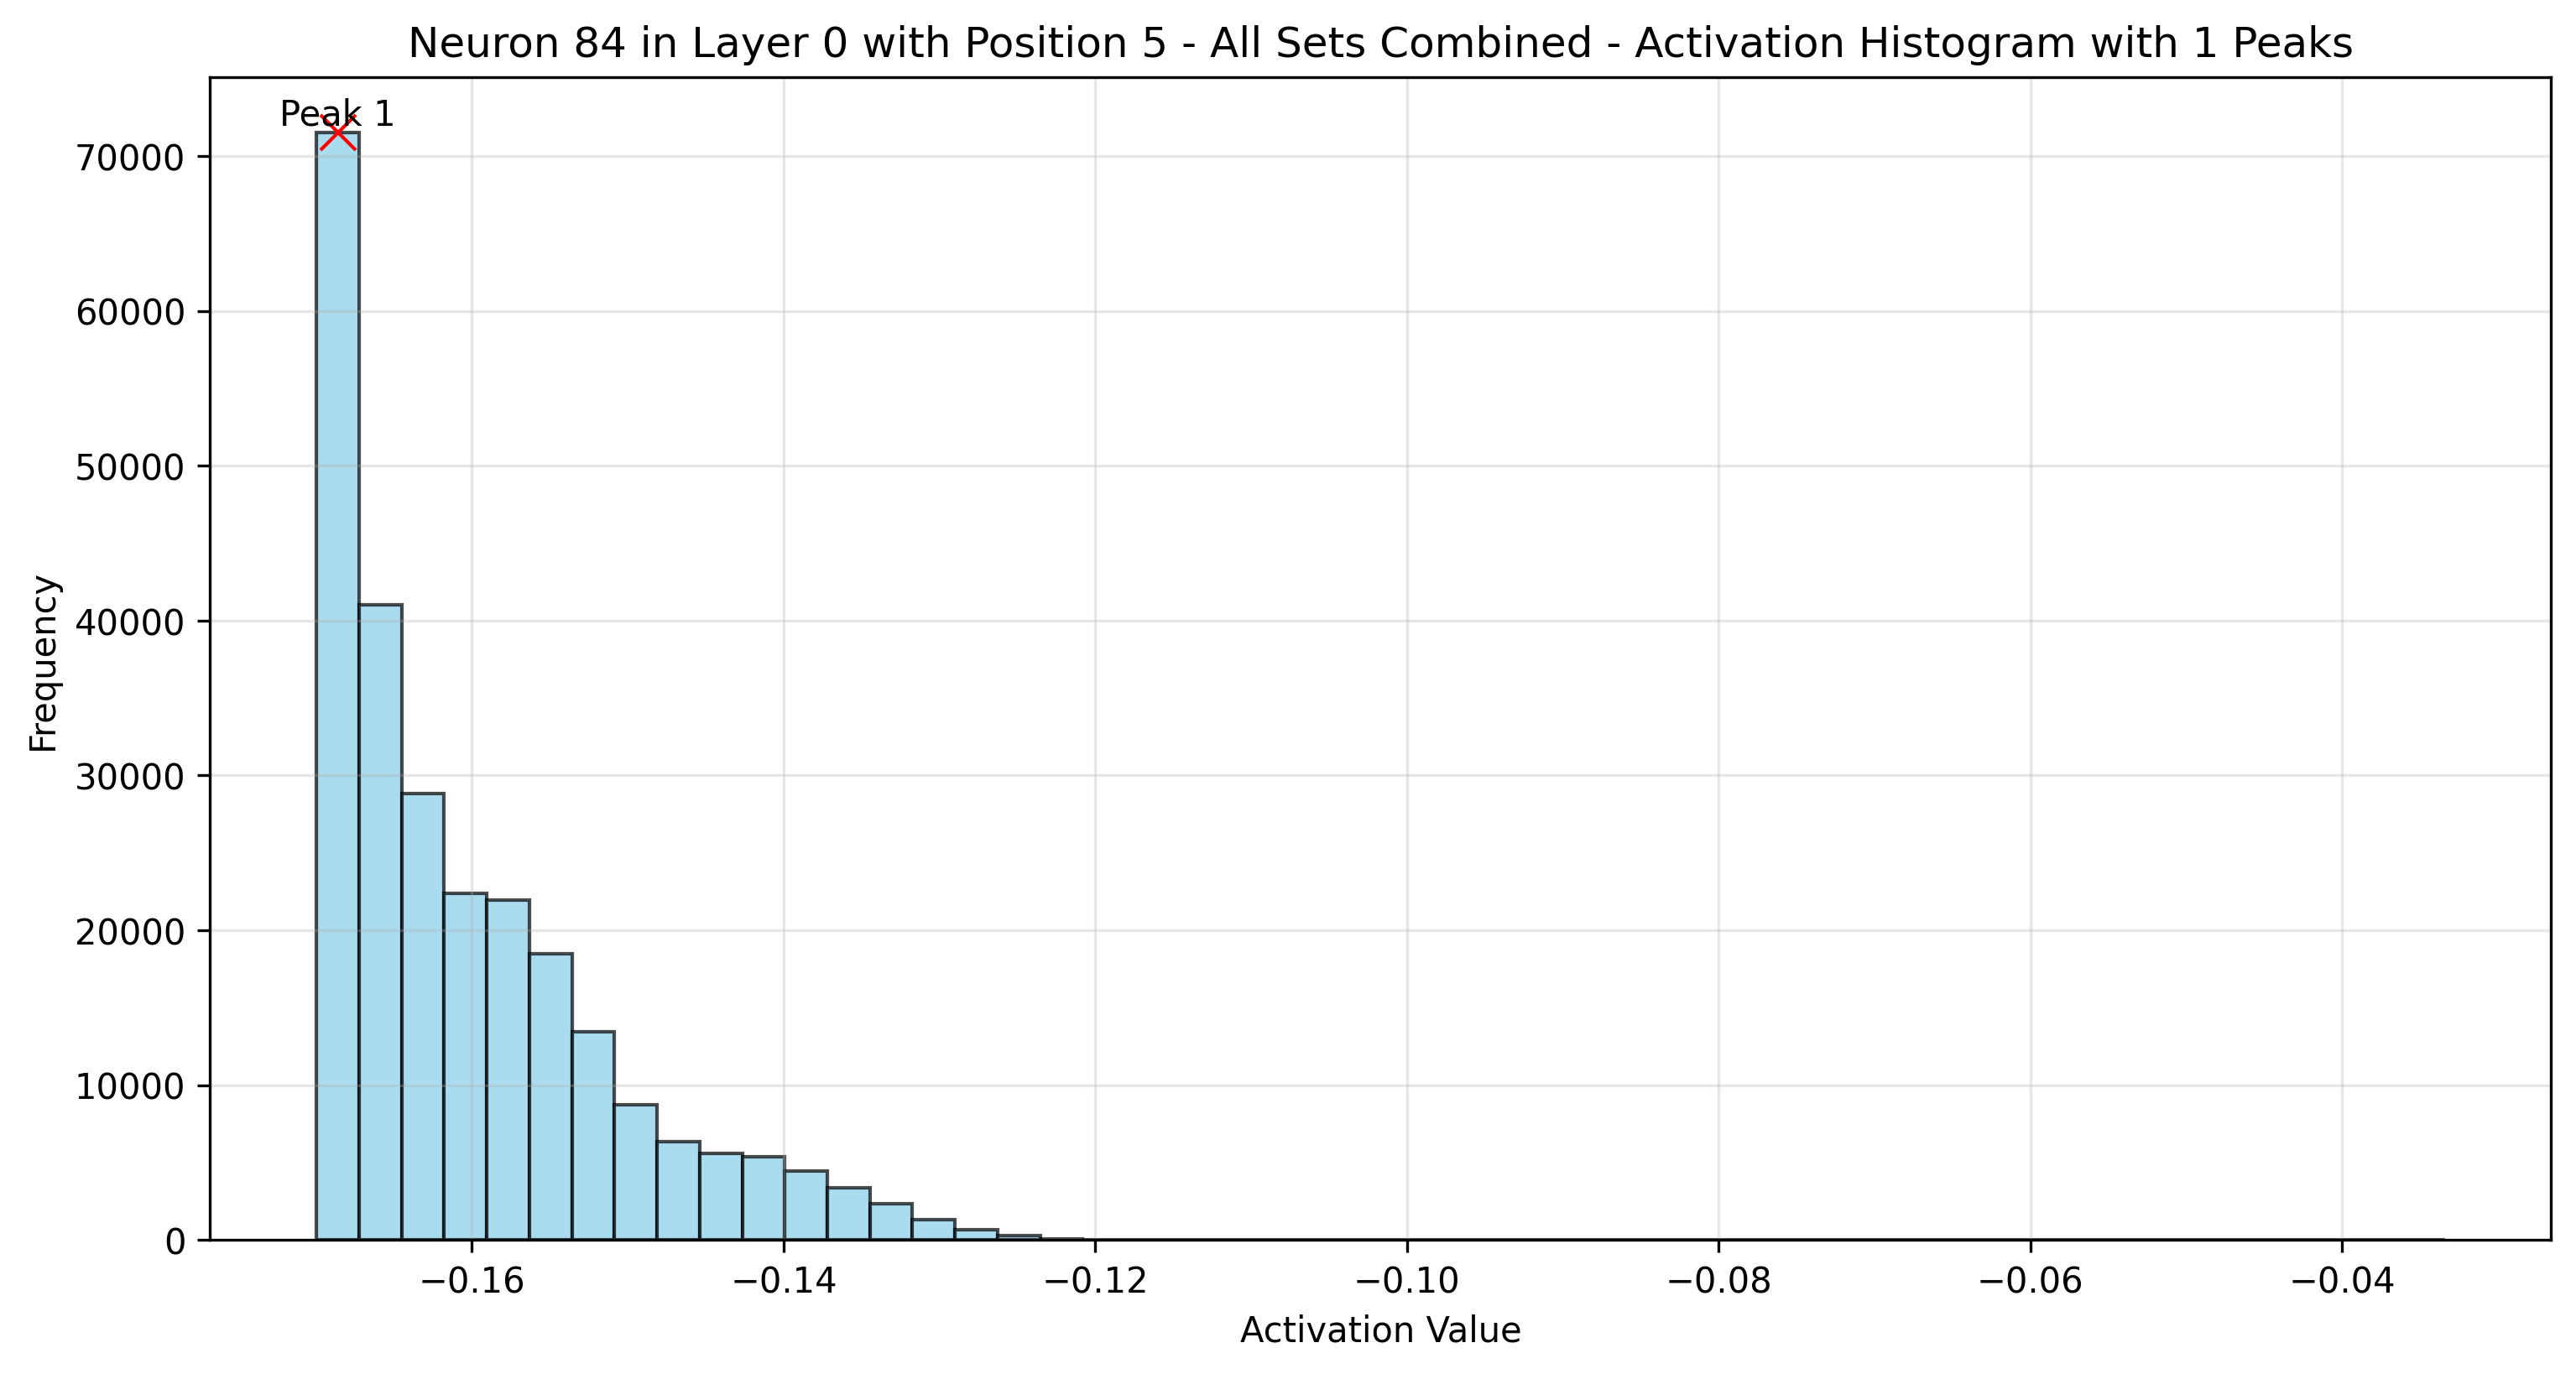 Neuron 84 in Layer 0 with Position 5 - All Sets Combined - Activation Histogram with 1 Peaks
Peak 1
70000
60000
50000
40000
30000
20000
10000
0
Frequency
−0.16 −0.14 −0.12 −0.10 −0.08 −0.06 −0.04
Activation Value